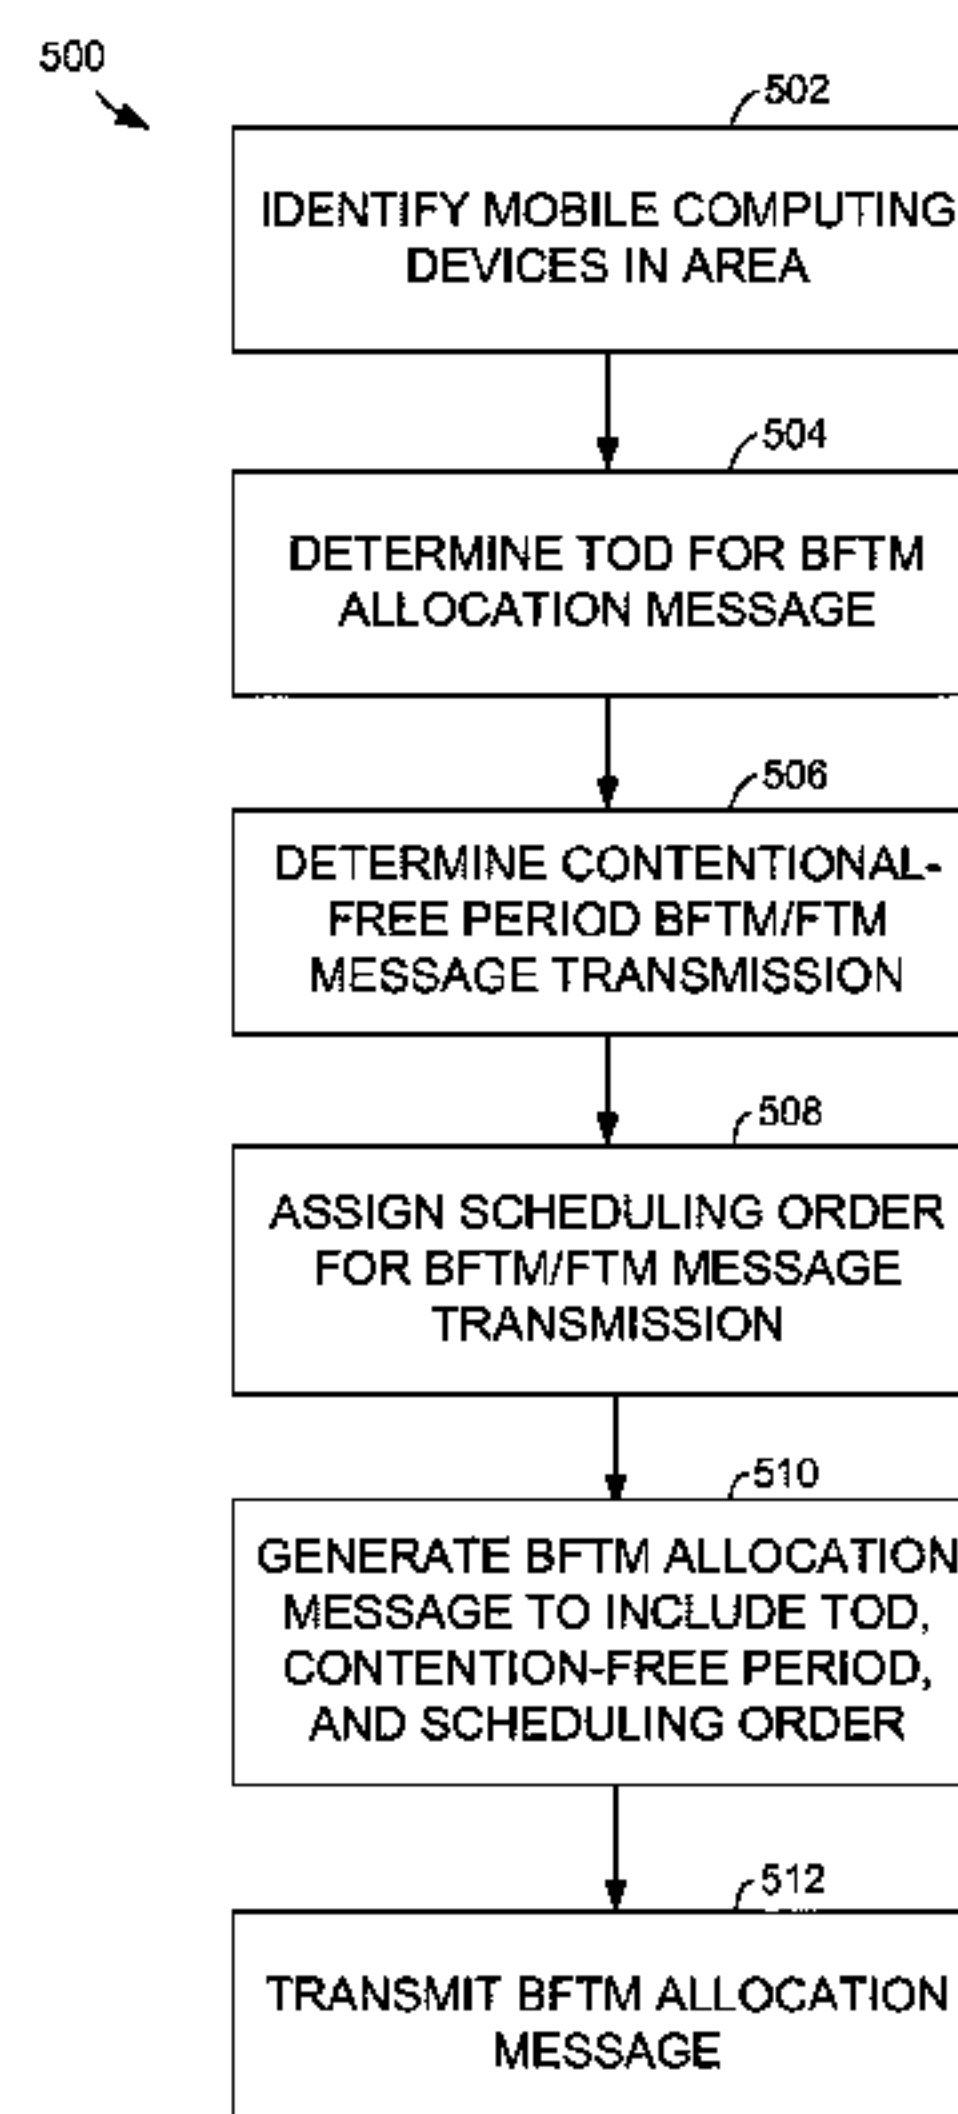 500
502
IDENTIFY MOBILE COMPUTING
DEVICES IN AREA
504
DETERMINE TOD FOR BFTM
ALLOCATION MESSAGE
506
DETERMINE CONTENTIONAL-
FREE PERIOD BFTM/FTM
MESSAGE TRANSMISSION
508
ASSIGN SCHEDULING ORDER
FOR BFTM/FTM MESSAGE
TRANSMISSION
510
GENERATE BFTM ALLOCATION
MESSAGE TO INCLUDE TOD,
CONTENTION-FREE PERIOD,
AND SCHEDULING ORDER
512
TRANSMIT BFTM ALLOCATION
MESSAGE